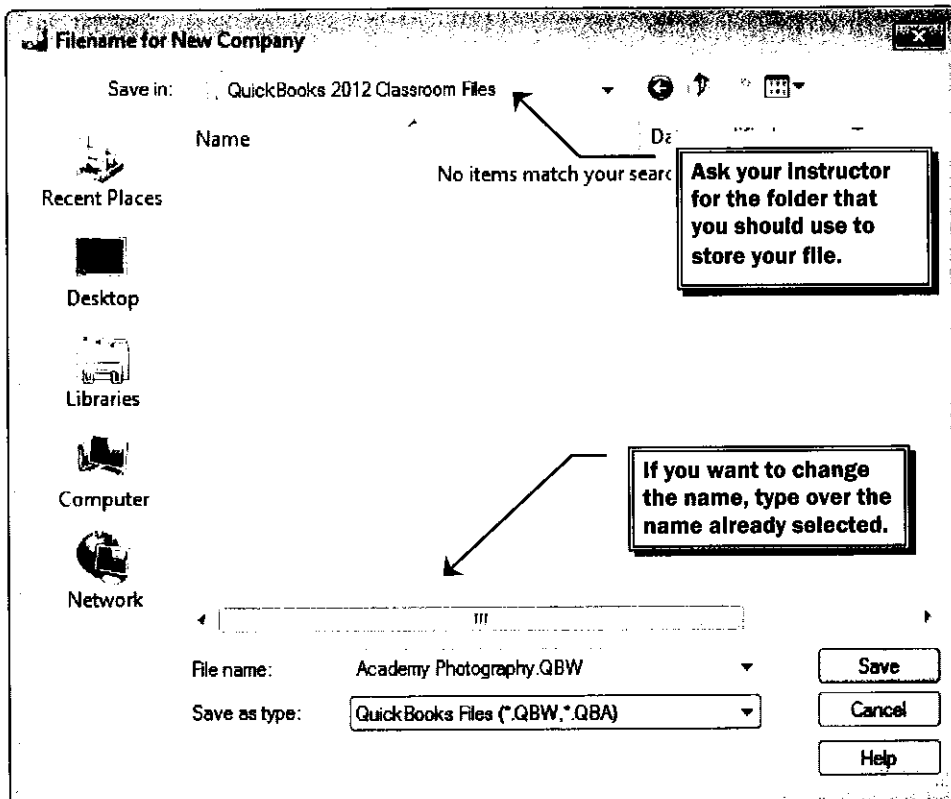 Filename for New Company
Save in:
QuickBooks 2012 Classroom Files
Name
No items match your searc
Ask your instructor
for the folder that
you should use to
store your file.
Recent Places
Desktop
Libraries
Computer
If you want to change
the name, type over the
name already selected.
Network
File name:
Academy Photography.QBW
Save
Save as type:
QuickBooks Files (*.QBW,*.QBA)
Cancel
Help